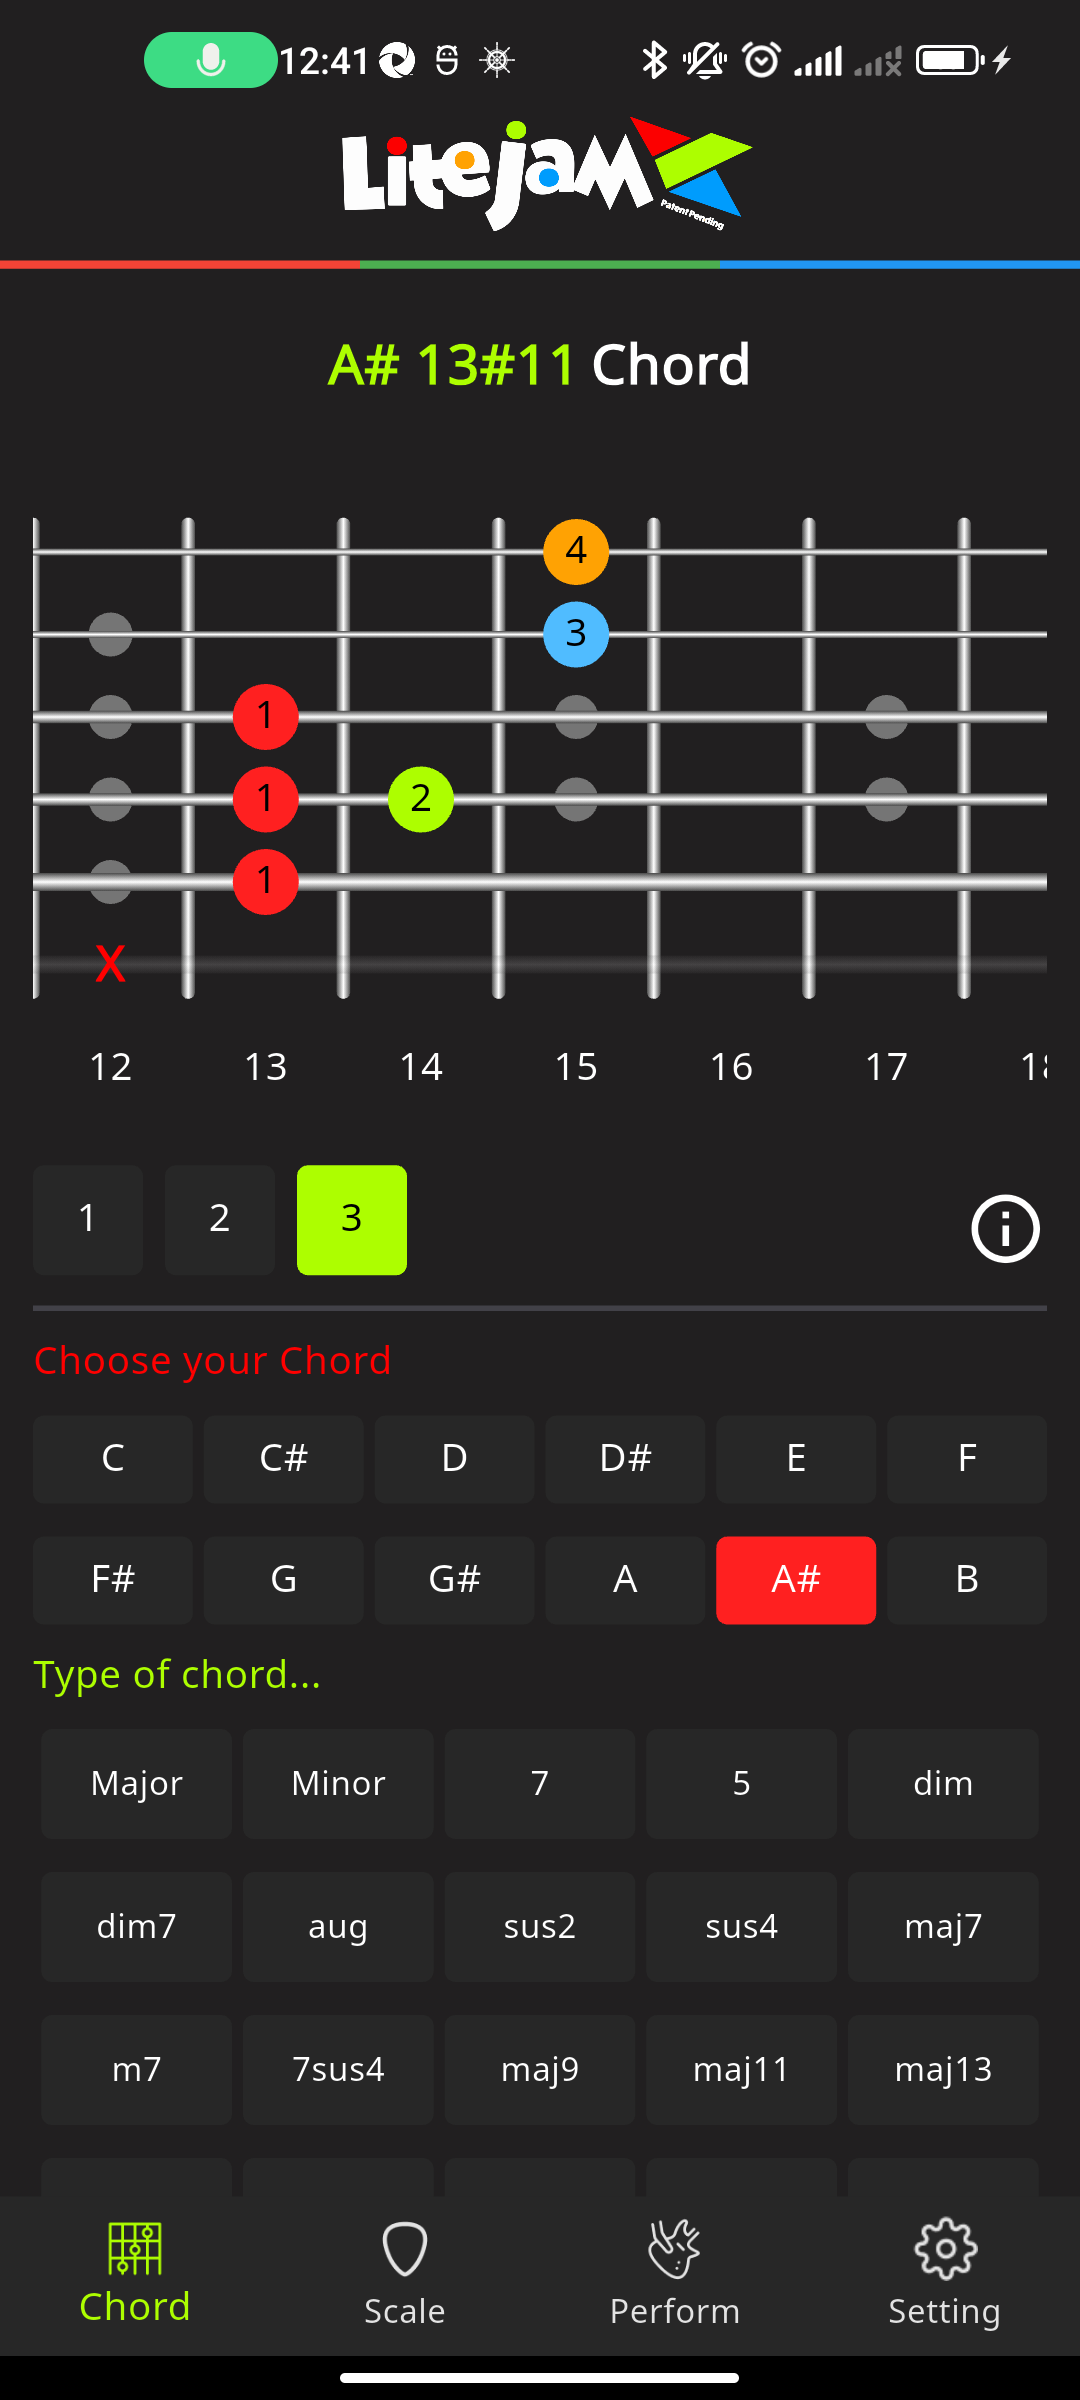 12:41
LiteJam
Patent Pending
A# 13#11 Chord
4
3
1
1 2
1
X
12 13 14 15 16 17 18
1 2 3
Choose your Chord
C C# D D# E F
F# G G# A A# B
Type of chord...
Major Minor 7 5 dim
dim7 aug sus2 sus4 maj7
m7 7sus4 maj9 maj11 maj13
Chord Scale Perform Setting